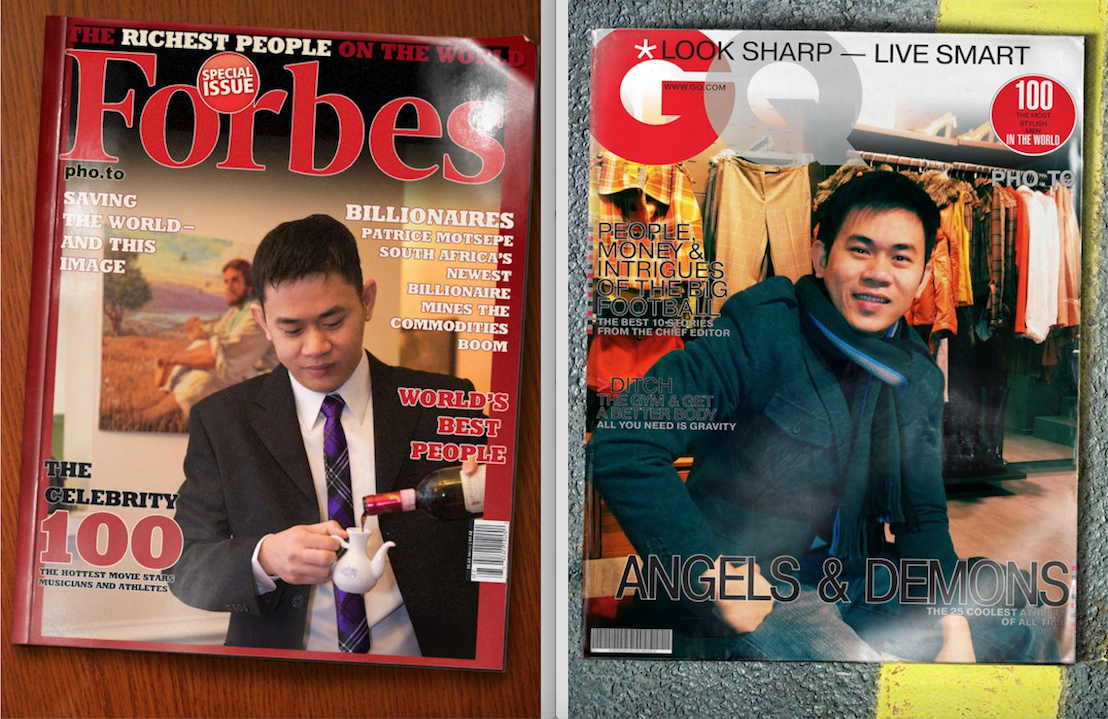 THE RICHEST PEOPLE ON THE WORLD
SPECIAL
ISSUE
Forbes
pho.to
SAVING
THE WORLD–
AND THIS
IMAGE
BILLIONAIRES
PATRICE MOTSEPE
SOUTH AFRICA'S
NEWEST
BILLIONAIRE
MINES THE
COMMODITIES
BOOM
WORLD'S
BEST
PEOPLE
THE
CELEBRITY
100
THE HOTTEST MOVIE STARS
MUSICIANS AND ATHLETES
*LOOK SHARP — LIVE SMART
GQ
WWW.GQ.COM
100
THE MOST
STYLISH
MEN
IN THE WORLD
PHO.TO
PEOPLE,
MONEY &
INTRIGUES
OF THE BIG
FOOTBALL
THE BEST 10 STORIES
FROM THE CHIEF EDITOR
DITCH
THE GYM & GET
A BETTER BODY
ALL YOU NEED IS GRAVITY
ANGELS & DEMONS
THE 25 COOLEST
OF ALL